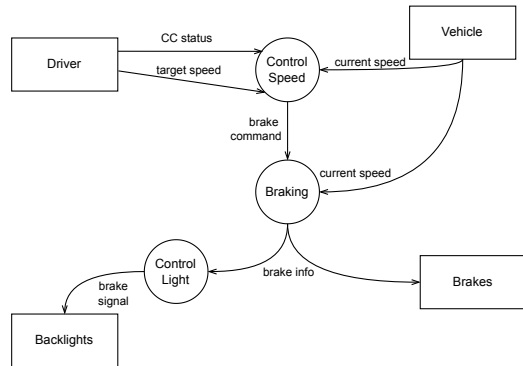 CC status
Vehicle
Driver
target speed
Control
Speed
current speed
brake
command
current speed
Braking
Control
Light
brake info
Brakes
brake
signal
Backlights